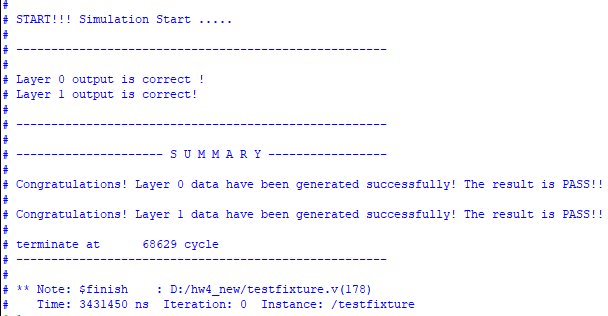 #
# START!!! Simulation Start .....
#
# -----------------------------------------------------
#
# Layer 0 output is correct !
# Layer 1 output is correct!
#
# -----------------------------------------------------
#
# --------------------- S U M M A R Y -----------------
#
# Congratulations! Layer 0 data have been generated successfully! The result is PASS!!
#
# Congratulations! Layer 1 data have been generated successfully! The result is PASS!!
#
# terminate at      68629 cycle
# -----------------------------------------------------
#
# ** Note: $finish    : D:/hw4_new/testfixture.v(178)
#    Time: 3431450 ns  Iteration: 0  Instance: /testfixture